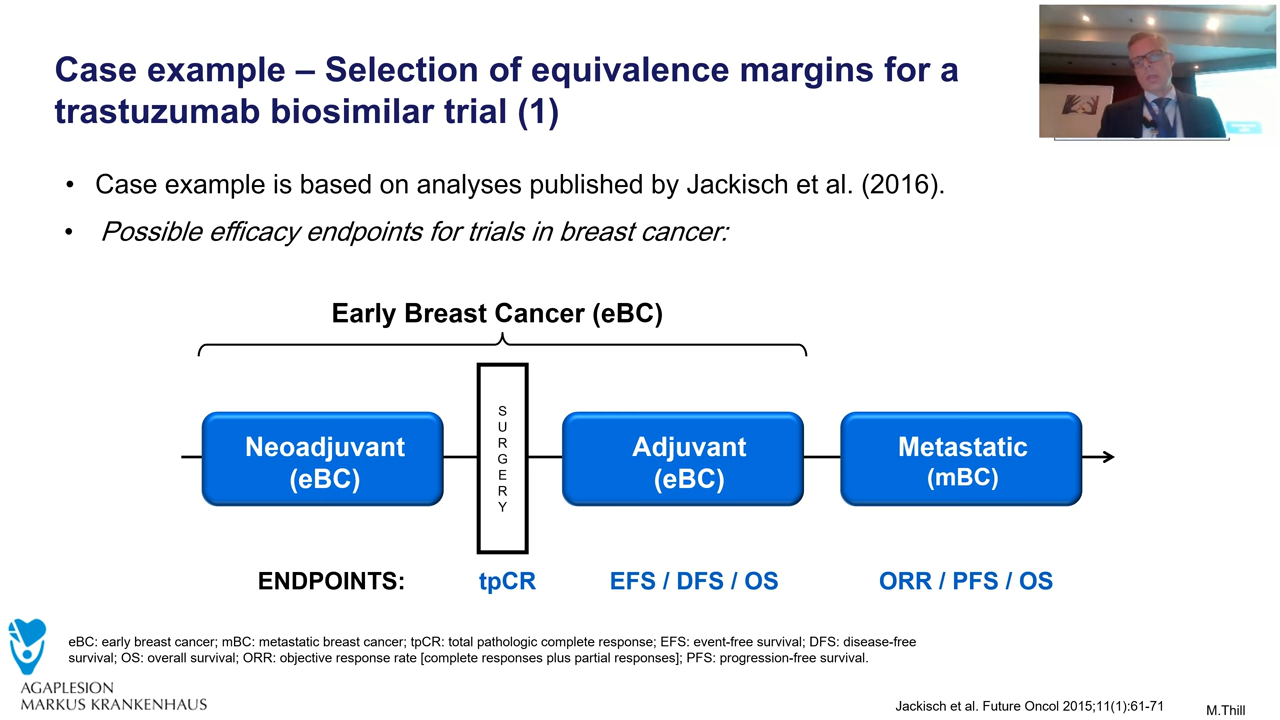 Case example – Selection of equivalence margins for a
trastuzumab biosimilar trial (1)
• Case example is based on analyses published by Jackisch et al. (2016).
• Possible efficacy endpoints for trials in breast cancer:
Early Breast Cancer (eBC)
Neoadjuvant
(eBC)
SURGERY
Adjuvant
(eBC)
Metastatic
(mBC)
ENDPOINTS: tpCR EFS / DFS / OS ORR / PFS / OS
eBC: early breast cancer; mBC: metastatic breast cancer; tpCR: total pathologic complete response; EFS: event-free survival; DFS: disease-free
survival; OS: overall survival; ORR: objective response rate [complete responses plus partial responses]; PFS: progression-free survival.
AGAPLESION
MARKUS KRANKENHAUS
Jackisch et al. Future Oncol 2015;11(1):61-71
M.Thill